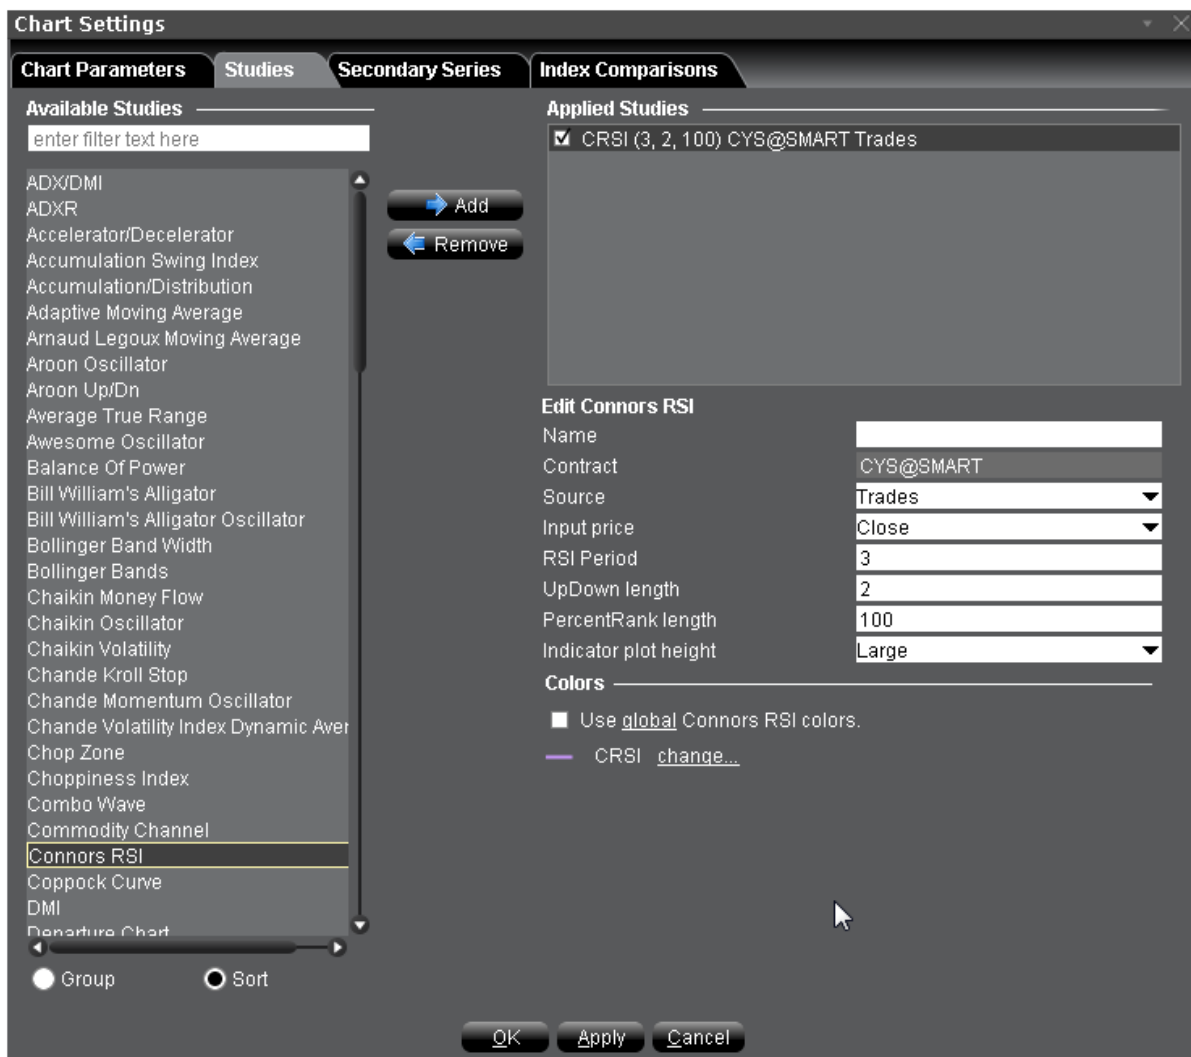 Chart Settings
Chart Parameters
Studies
Secondary Series
Index Comparisons
Available Studies
enter filter text here
ADX/DMI
ADXR
Accelerator/Decelerator
Accumulation Swing Index
Accumulation/Distribution
Adaptive Moving Average
Arnaud Legoux Moving Average
Aroon Oscillator
Aroon Up/Dn
Average True Range
Awesome Oscillator
Balance Of Power
Bill William's Alligator
Bill William's Alligator Oscillator
Bollinger Band Width
Bollinger Bands
Chaikin Money Flow
Chaikin Oscillator
Chaikin Volatility
Chande Kroll Stop
Chande Momentum Oscillator
Chande Volatility Index Dynamic Aver
Chop Zone
Choppiness Index
Combo Wave
Commodity Channel
Connors RSI
Coppock Curve
DMI
Departure Chart
Group
Sort
Add
Remove
Applied Studies
CRSI (3, 2, 100) CYS@SMART Trades
Edit Connors RSI
Name
Contract CYS@SMART
Source Trades
Input price Close
RSI Period 3
UpDown length 2
PercentRank length 100
Indicator plot height Large
Colors
Use global Connors RSI colors.
CRSI change...
OK
Apply
Cancel